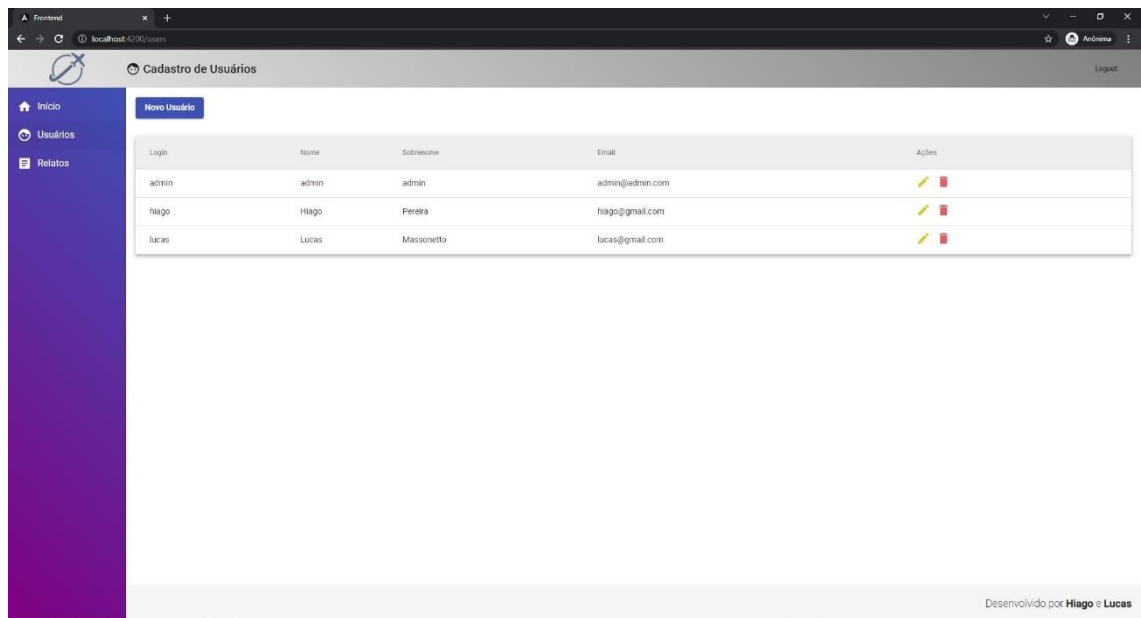 Frontend
localhost:4200/users
Anônima
Cadastro de Usuários
Logout
Início
Usuários
Relatos
Novo Usuário
Login Nome Sobrenome Email Ações
admin admin admin admin@admin.com
hiago Hiago Pereira hiago@gmail.com
lucas Lucas Massonetto lucas@gmail.com
Desenvolvido por Hiago e Lucas